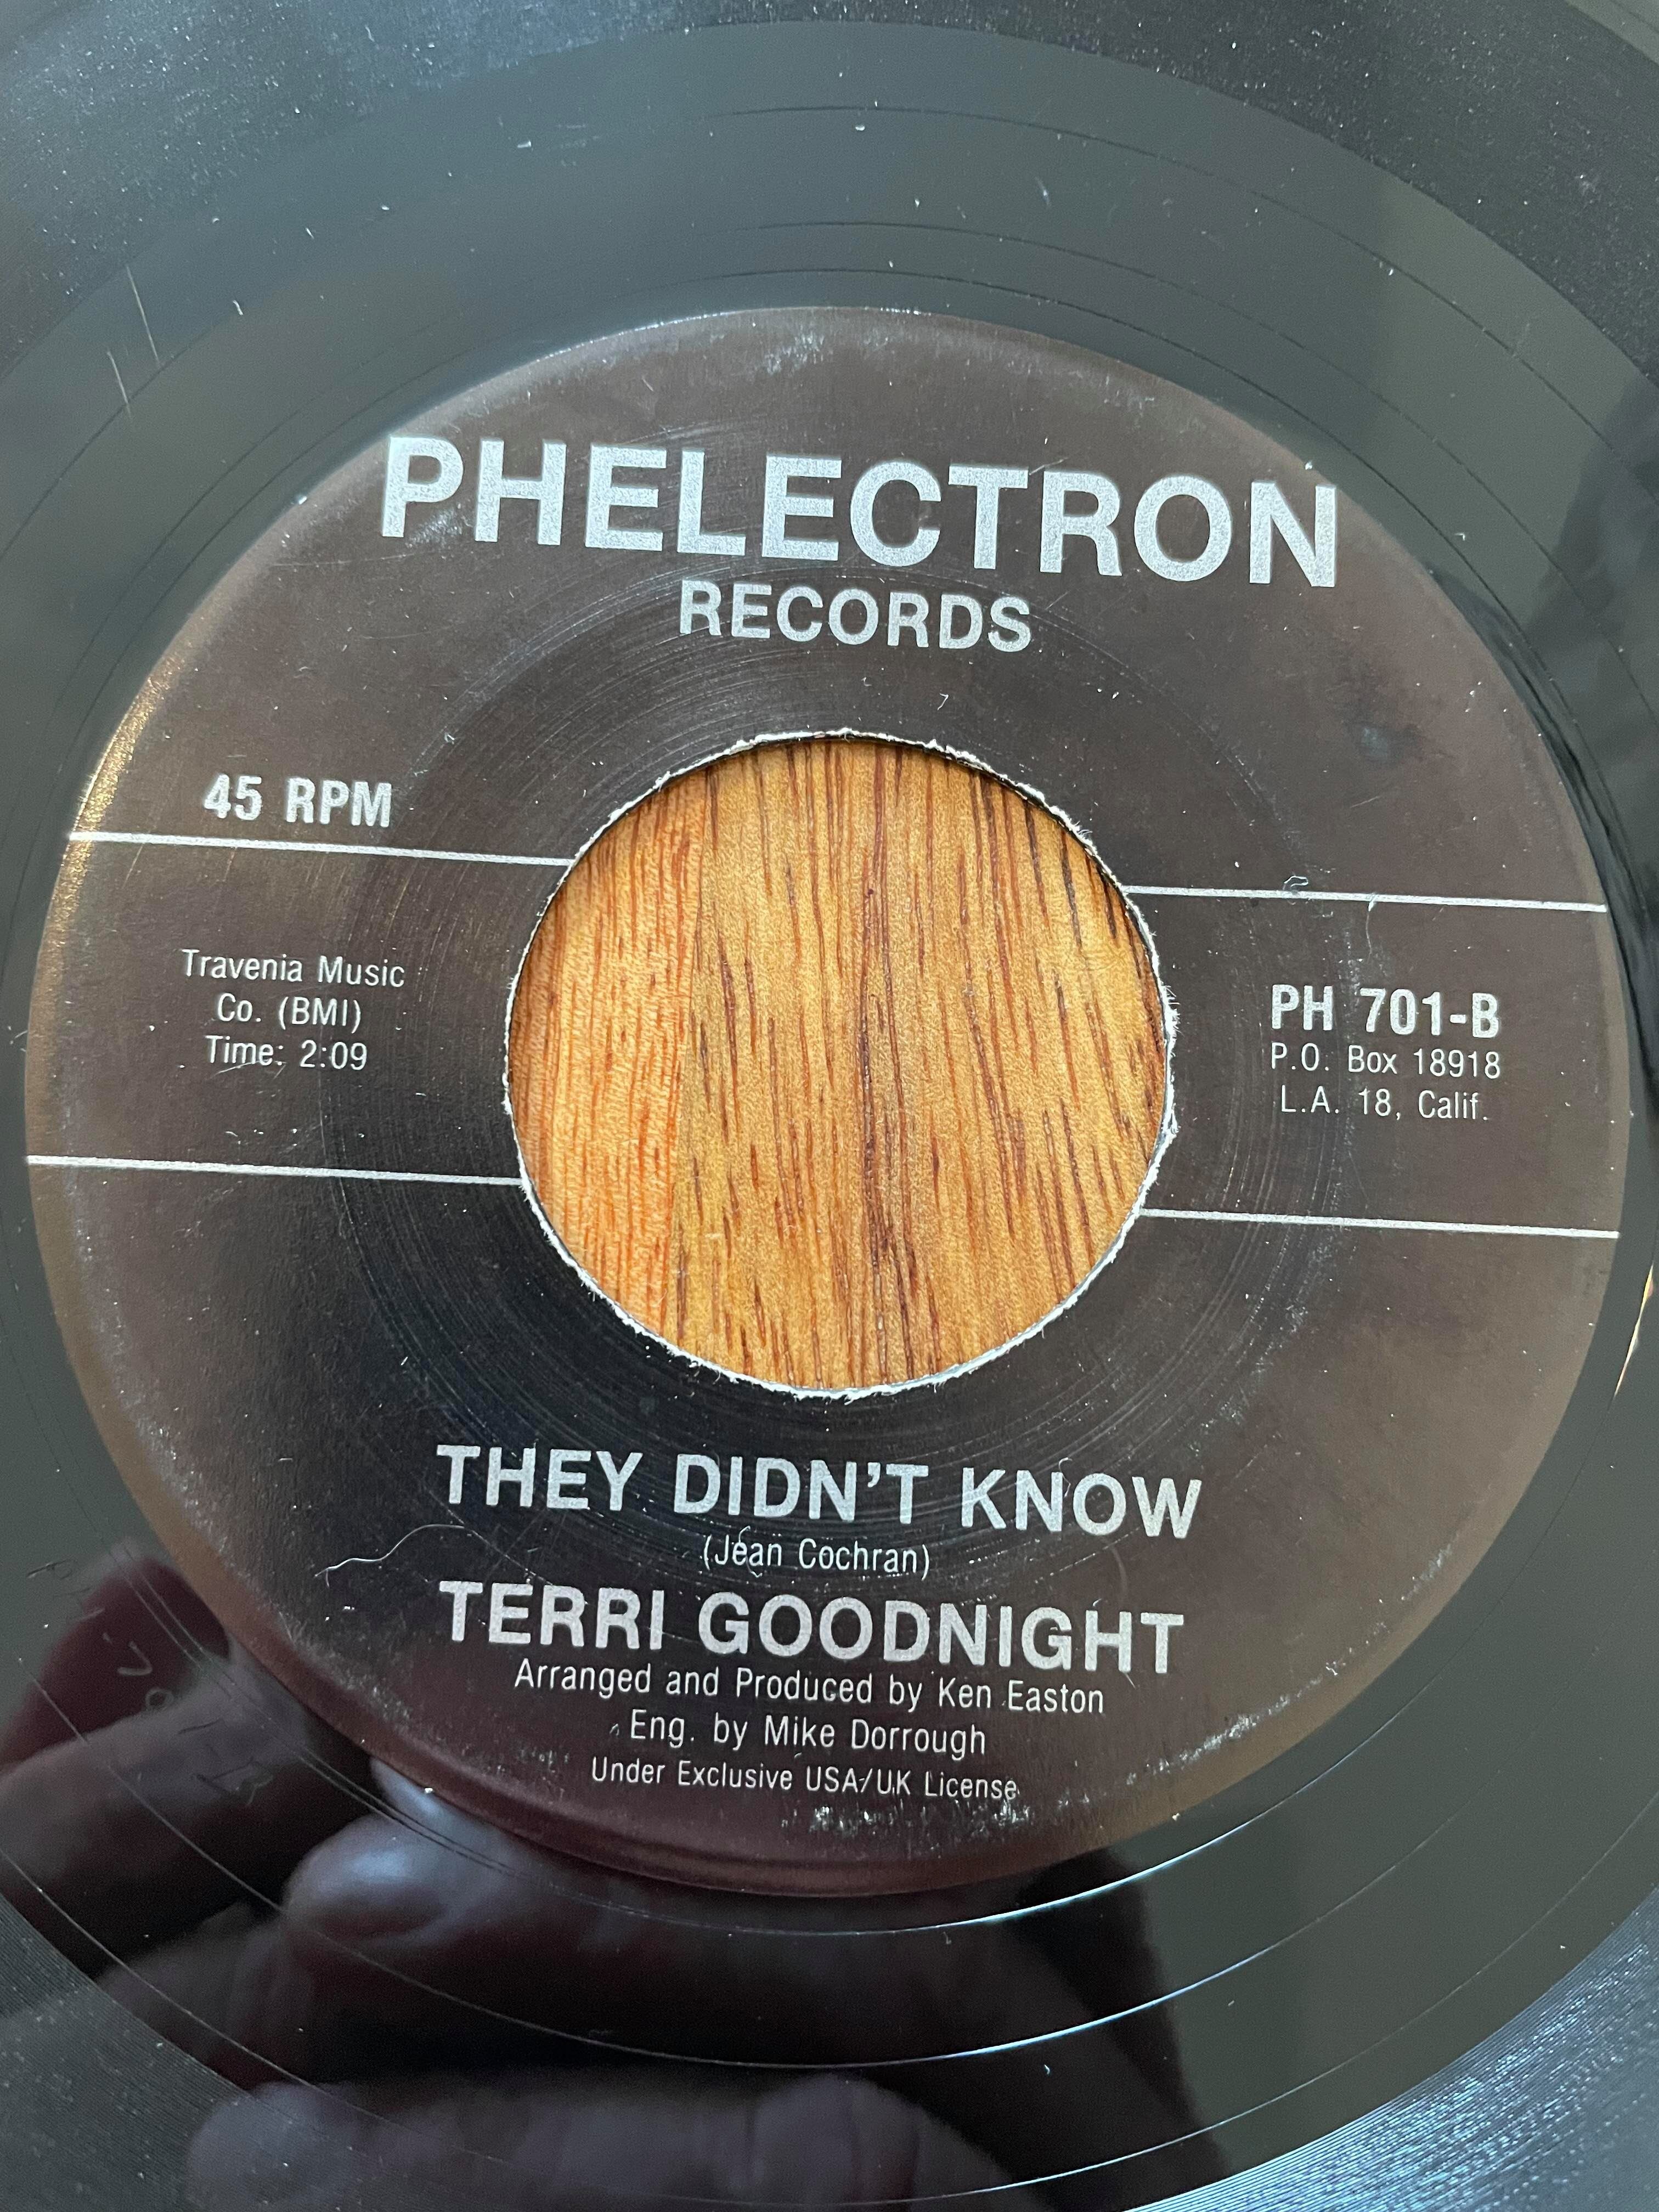 PHELECTRON
RECORDS
45 RPM
Travenia Music
Co. (BMI)
Time: 2:09
PH 701-B
P.O. Box 18918
L.A. 18, Calif.
THEY DIDN'T KNOW
(Jean Cochran)
TERRI GOODNIGHT
Arranged and Produced by Ken Easton
Eng. by Mike Dorrough
Under Exclusive USA/UK License